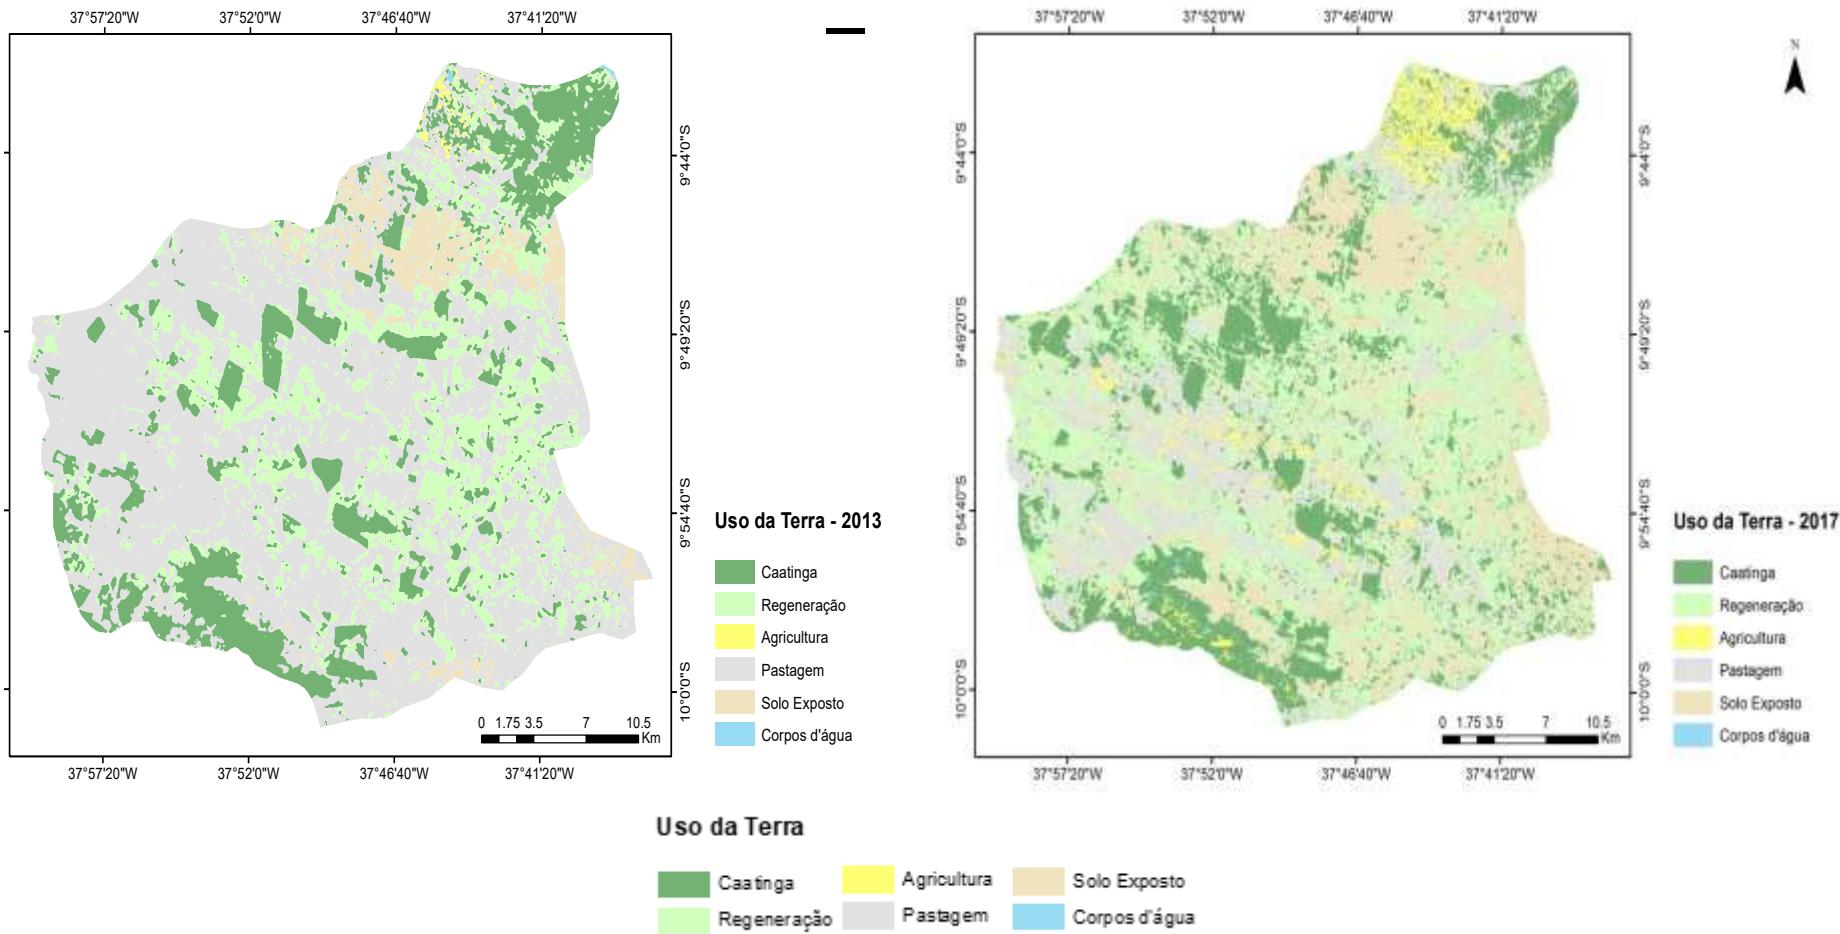 37°57'20"W 37°52'0"W 37°46'40"W 37°41'20"W
9°44'0"S
9°49'20"S
9°54'40"S
10°0'0"S
Uso da Terra - 2013
Caatinga
Regeneração
Agricultura
Pastagem
Solo Exposto
Corpos d'água
0 1.75 3.5 7 10.5
Km
37°57'20"W 37°52'0"W 37°46'40"W 37°41'20"W
37°57'20"W 37°52'0"W 37°46'40"W 37°41'20"W
N
9°44'0"S 9°44'0"S
9°49'20"S 9°49'20"S
9°54'40"S 9°54'40"S
10°0'0"S 10°0'0"S
Uso da Terra - 2017
Caatinga
Regeneração
Agricultura
Pastagem
Solo Exposto
Corpos d'água
0 1.75 3.5 7 10.5
Km
37°57'20"W 37°52'0"W 37°46'40"W 37°41'20"W
Uso da Terra
Caatinga Agricultura Solo Exposto
Regeneração Pastagem Corpos d'água